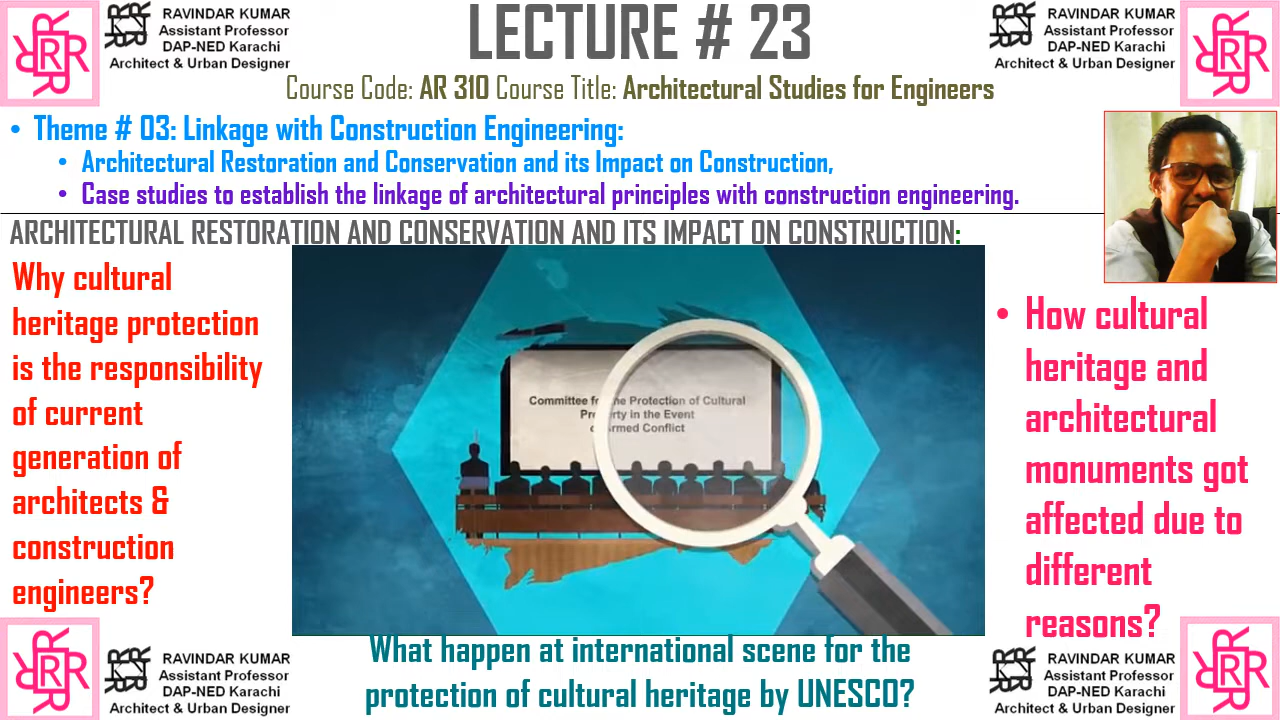 RAVINDAR KUMAR
Assistant Professor
DAP-NED Karachi
Architect & Urban Designer
LECTURE # 23
RAVINDAR KUMAR
Assistant Professor
DAP-NED Karachi
Architect & Urban Designer
Course Code: AR 310 Course Title: Architectural Studies for Engineers
• Theme # 03: Linkage with Construction Engineering:
• Architectural Restoration and Conservation and its Impact on Construction,
• Case studies to establish the linkage of architectural principles with construction engineering.
ARCHITECTURAL RESTORATION AND CONSERVATION AND ITS IMPACT ON CONSTRUCTION:
Why cultural
heritage protection
is the responsibility
of current
generation of
architects &
construction
engineers?
Committee for the Protection of Cultural
Property in the Event
of Armed Conflict
• How cultural
heritage and
architectural
monuments got
affected due to
different
reasons?
What happen at international scene for the
protection of cultural heritage by UNESCO?
RAVINDAR KUMAR
Assistant Professor
DAP-NED Karachi
Architect & Urban Designer
RAVINDAR KUMAR
Assistant Professor
DAP-NED Karachi
Architect & Urban Designer